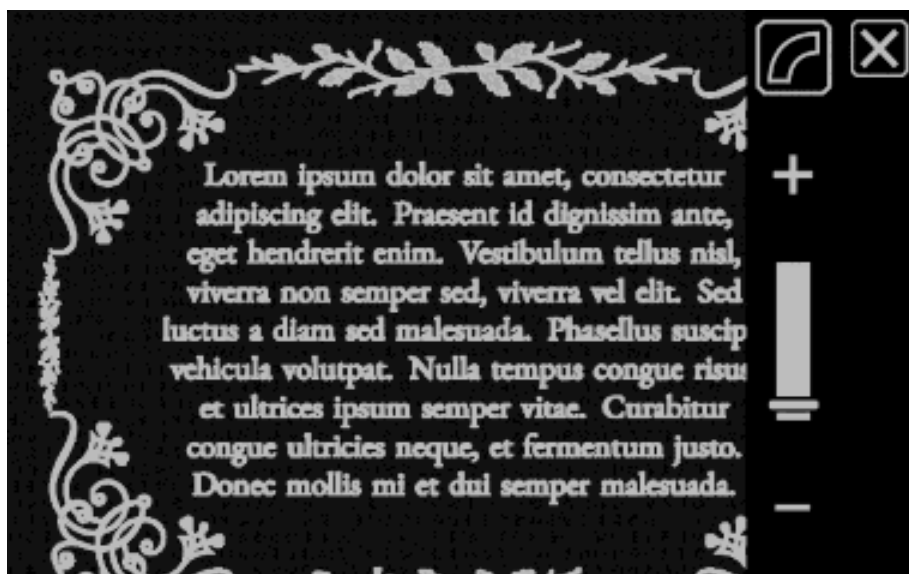 Lorem ipsum dolor sit amet, consectetur
adipiscing elit. Praesent id dignissim ante,
eget hendrerit enim. Vestibulum tellus nisl,
viverra non semper sed, viverra vel elit. Sed
luctus a diam sed malesuada. Phasellus suscip
vehicula volutpat. Nulla tempus congue risus
et ultrices ipsum semper vitae. Curabitur
congue ultricies neque, et fermentum justo.
Donec mollis mi et dui semper malesuada.